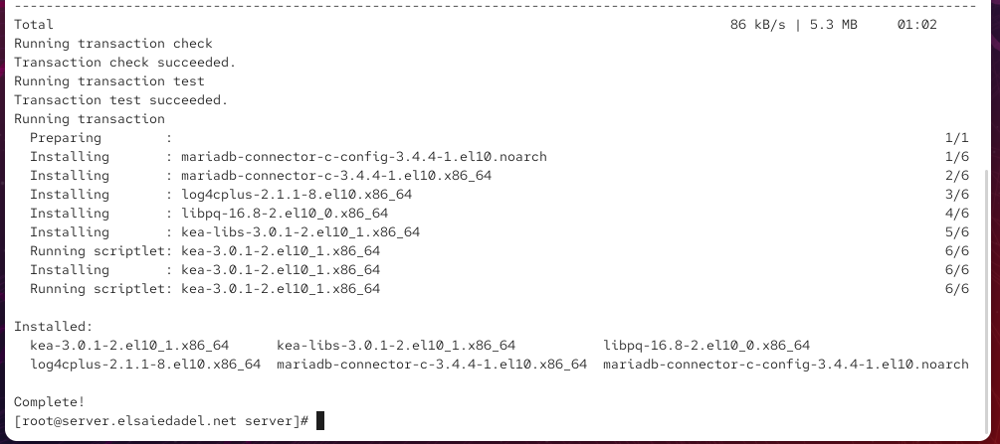 --------------------------------------------------------------------------------------------------------------------------
Total 86 kB/s | 5.3 MB 01:02
Running transaction check
Transaction check succeeded.
Running transaction test
Transaction test succeeded.
Running transaction
Preparing : 1/1
Installing : mariadb-connector-c-config-3.4.4-1.el10.noarch 1/6
Installing : mariadb-connector-c-3.4.4-1.el10.x86_64 2/6
Installing : log4cplus-2.1.1-8.el10.x86_64 3/6
Installing : libpq-16.8-2.el10_0.x86_64 4/6
Installing : kea-libs-3.0.1-2.el10_1.x86_64 5/6
Running scriptlet: kea-3.0.1-2.el10_1.x86_64 6/6
Installing : kea-3.0.1-2.el10_1.x86_64 6/6
Running scriptlet: kea-3.0.1-2.el10_1.x86_64 6/6
Installed:
kea-3.0.1-2.el10_1.x86_64 kea-libs-3.0.1-2.el10_1.x86_64 libpq-16.8-2.el10_0.x86_64
log4cplus-2.1.1-8.el10.x86_64 mariadb-connector-c-3.4.4-1.el10.x86_64 mariadb-connector-c-config-3.4.4-1.el10.noarch
Complete!
[root@server.elsaiedadel.net server]#